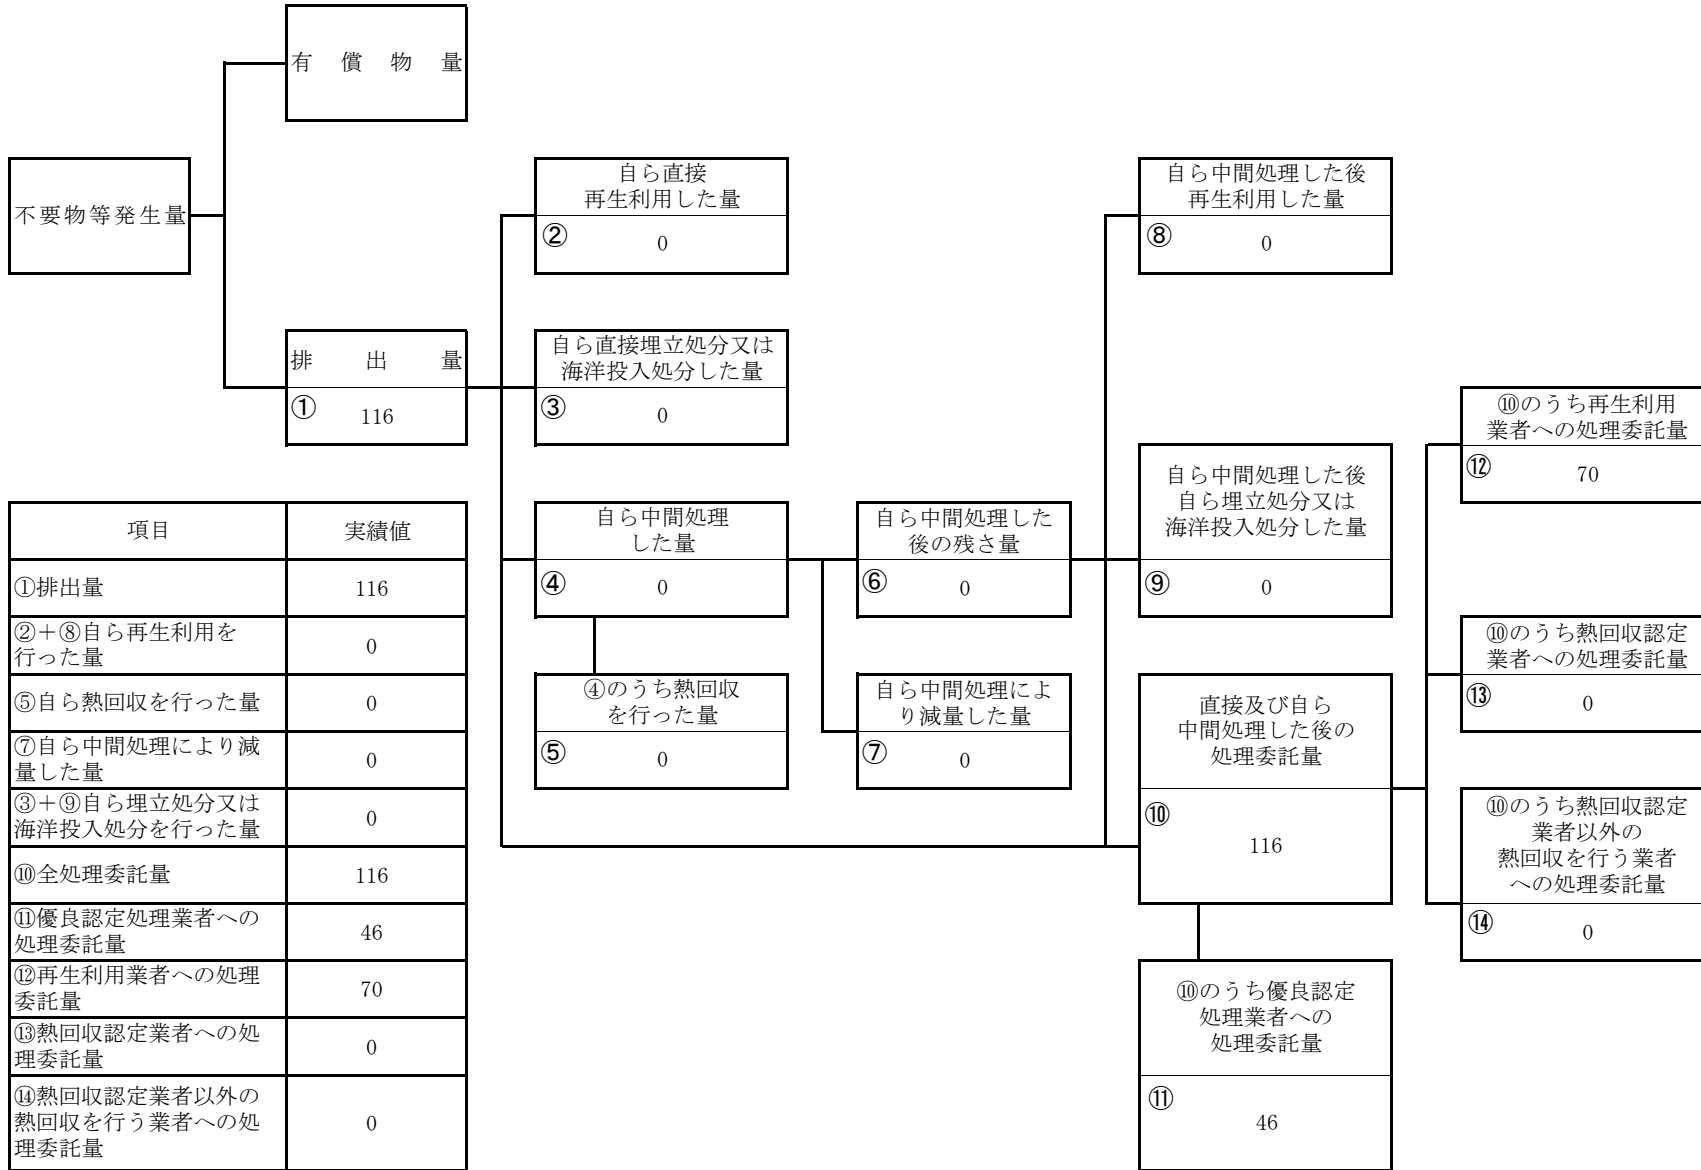 有償物量
不要物等発生量
自ら直接
再生利用した量
② 0
自ら中間処理した後
再生利用した量
⑧ 0
排出量
① 116
自ら直接埋立処分又は
海洋投入処分した量
③ 0
⑩のうち再生利用
業者への処理委託量
⑫ 70
自ら中間処理した後
自ら埋立処分又は
海洋投入処分した量
⑨ 0
自ら中間処理
した量
④ 0
自ら中間処理した
後の残さ量
⑥ 0
⑩のうち熱回収認定
業者への処理委託量
⑬ 0
④のうち熱回収
を行った量
⑤ 0
自ら中間処理によ
り減量した量
⑦ 0
直接及び自ら
中間処理した後の
処理委託量
⑩ 116
⑩のうち熱回収認定
業者以外の
熱回収を行う業者
への処理委託量
⑭ 0
⑩のうち優良認定
処理業者への
処理委託量
⑪ 46
項目 実績値
①排出量 116
②+⑧自ら再生利用を
行った量 0
⑤自ら熱回収を行った量 0
⑦自ら中間処理により減
量した量 0
③+⑨自ら埋立処分又は
海洋投入処分を行った量 0
⑩全処理委託量 116
⑪優良認定処理業者への
処理委託量 46
⑫再生利用業者への処理
委託量 70
⑬熱回収認定業者への処
理委託量 0
⑭熱回収認定業者以外の
熱回収を行う業者への処
理委託量 0